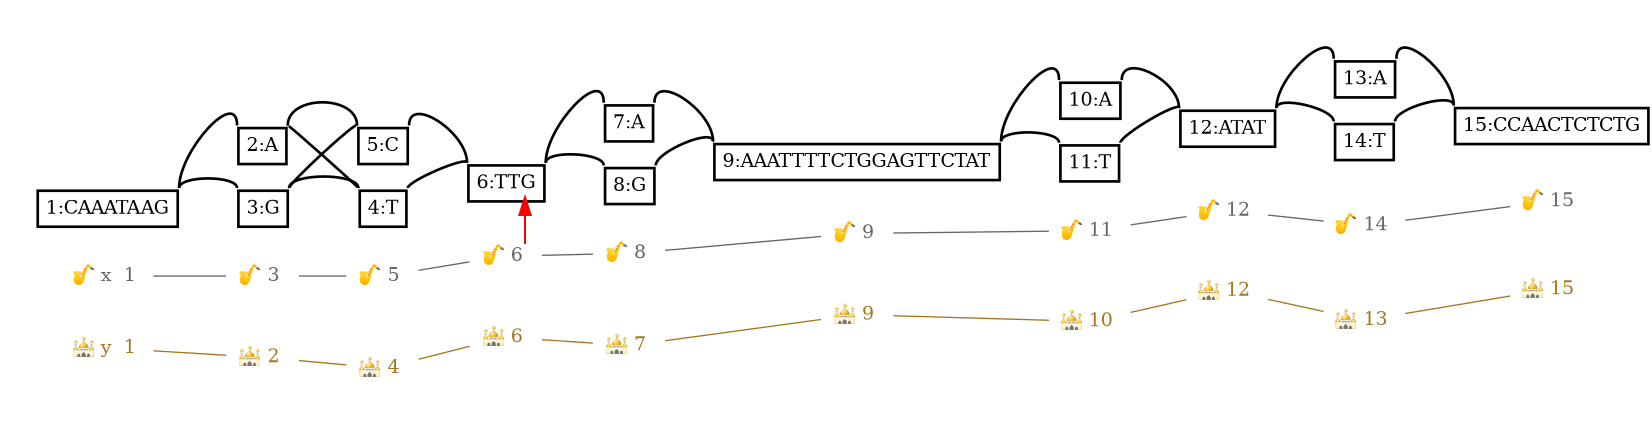 1:CAAATAAG 2:A 3:G 5:C 4:T 6:TTG 7:A 8:G 9:AAATTTTCTGGAGTTCTAT 10:A 11:T 12:ATAT 13:A 14:T 15:CCAACTCTCTG
x 1 3 5 6 8 9 11 12 14 15
y 1 2 4 6 7 9 10 12 13 15